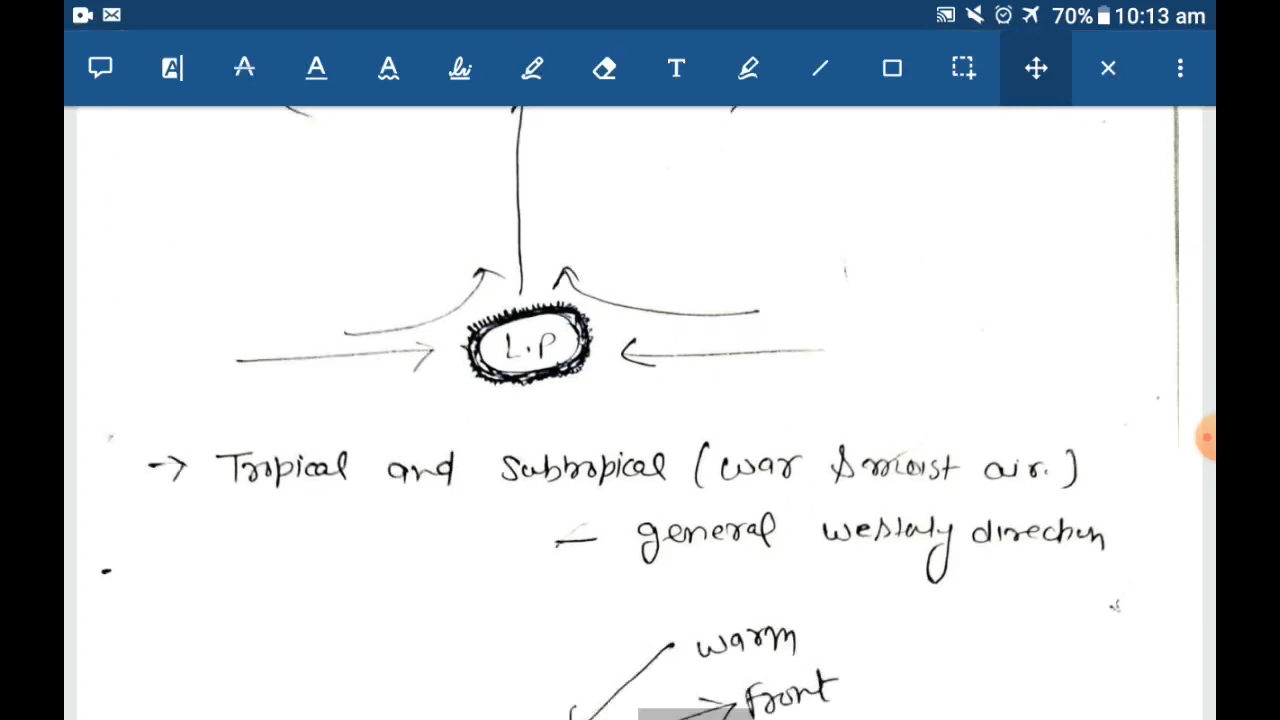 70% 10:13 am
L.P
→ Tropical and Subtropical (war & moist air.)
– general westerly direction
warm
Front